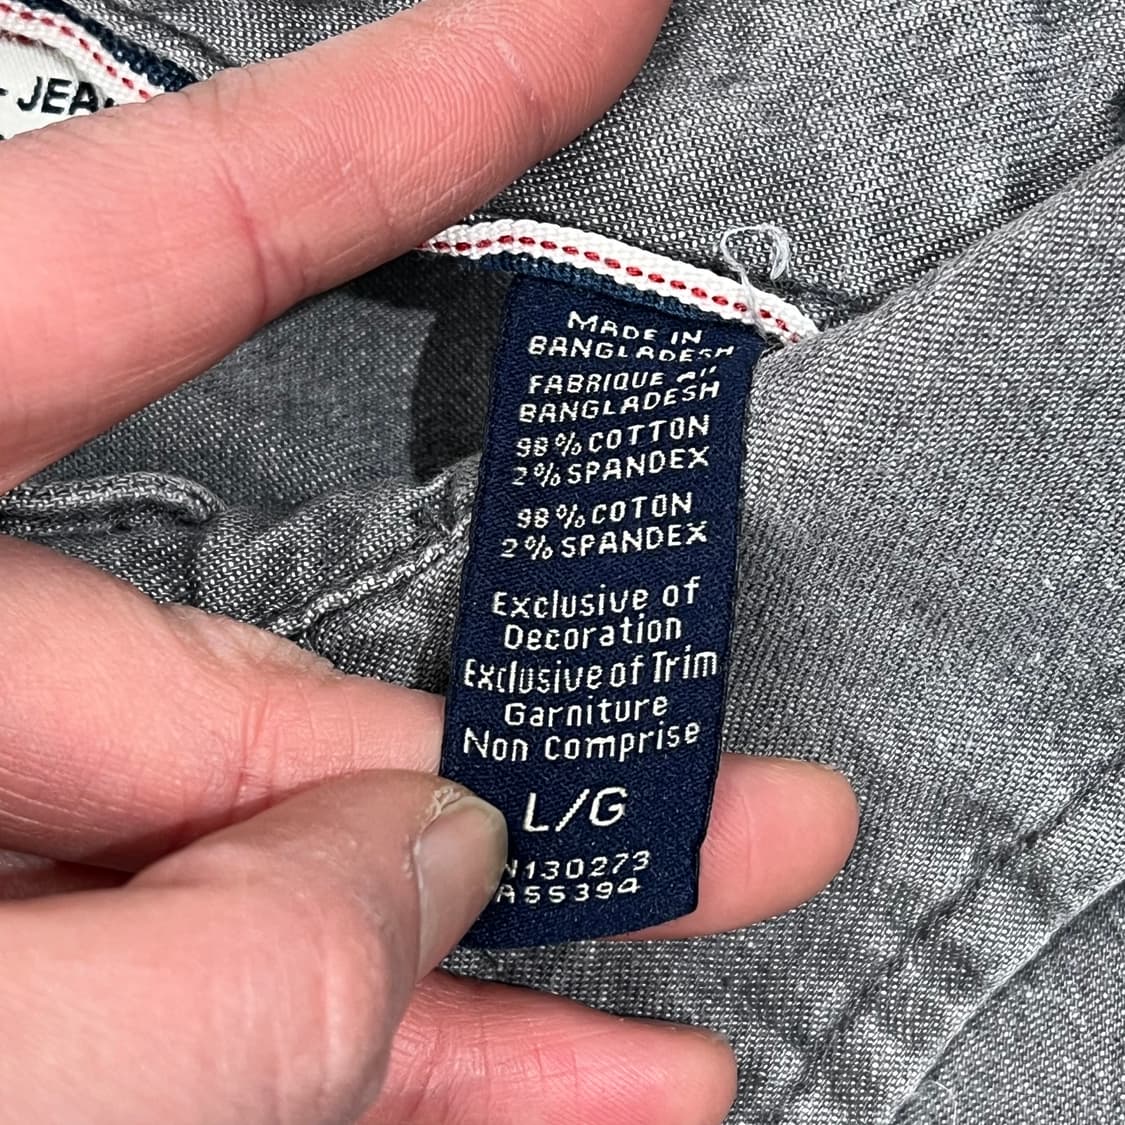 MADE IN
BANGLADESH
FABRIQUE AU
BANGLADESH
98% COTTON
2% SPANDEX
98% COTON
2% SPANDEX
Exclusive of
Decoration
Exclusive of Trim
Garniture
Non Comprise
L/G
130273
A55394